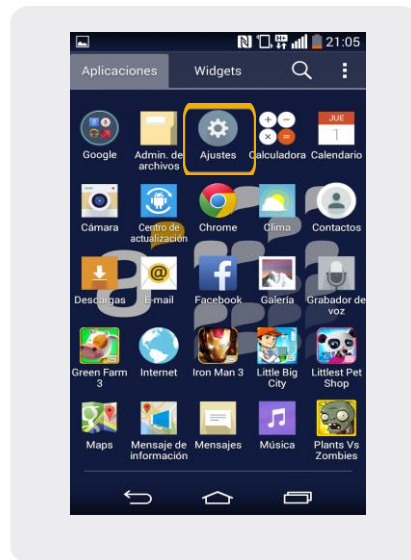 21:05
Aplicaciones Widgets
JUE
1
Google Admin. de archivos Ajustes Calculadora Calendario
Cámara Centro de actualización Chrome Clima Contactos
Descargas E-mail Facebook Galería Grabador de voz
Green Farm 3 Internet Iron Man 3 Little Big City Littlest Pet Shop
Maps Mensaje de información Mensajes Música Plants Vs Zombies